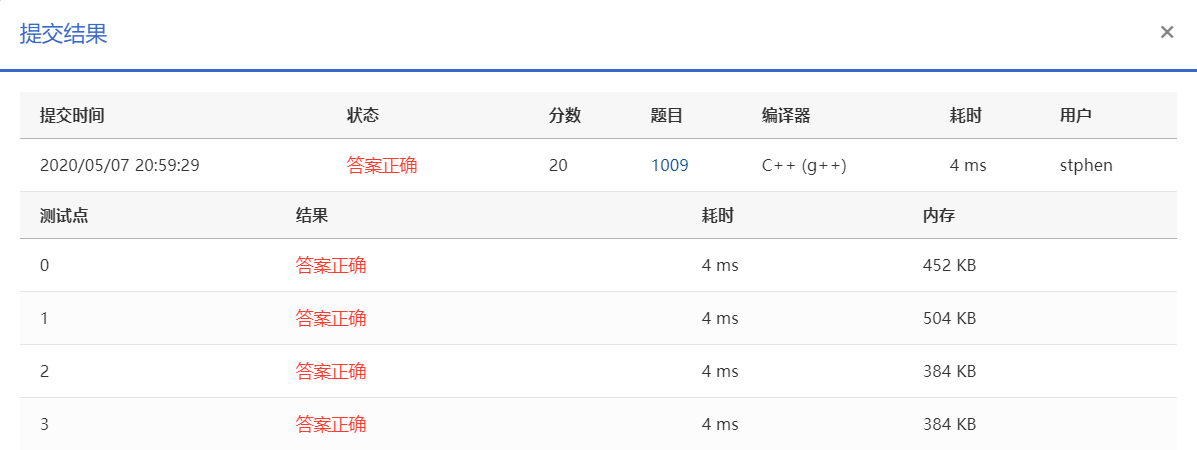 提交结果 ×
提交时间 状态 分数 题目 编译器 耗时 用户
2020/05/07 20:59:29 答案正确 20 1009 C++ (g++) 4 ms stphen
测试点 结果 耗时 内存
0 答案正确 4 ms 452 KB
1 答案正确 4 ms 504 KB
2 答案正确 4 ms 384 KB
3 答案正确 4 ms 384 KB